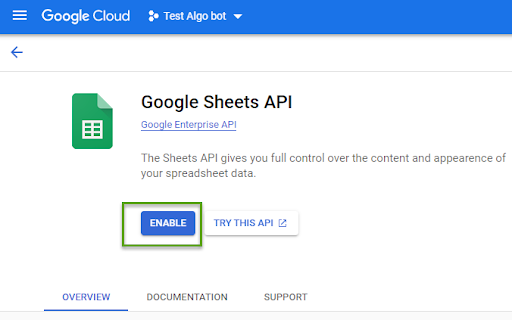 Google Cloud Test Algo bot
Google Sheets API
Google Enterprise API
The Sheets API gives you full control over the content and appearence of
your spreadsheet data.
ENABLE TRY THIS API
OVERVIEW DOCUMENTATION SUPPORT